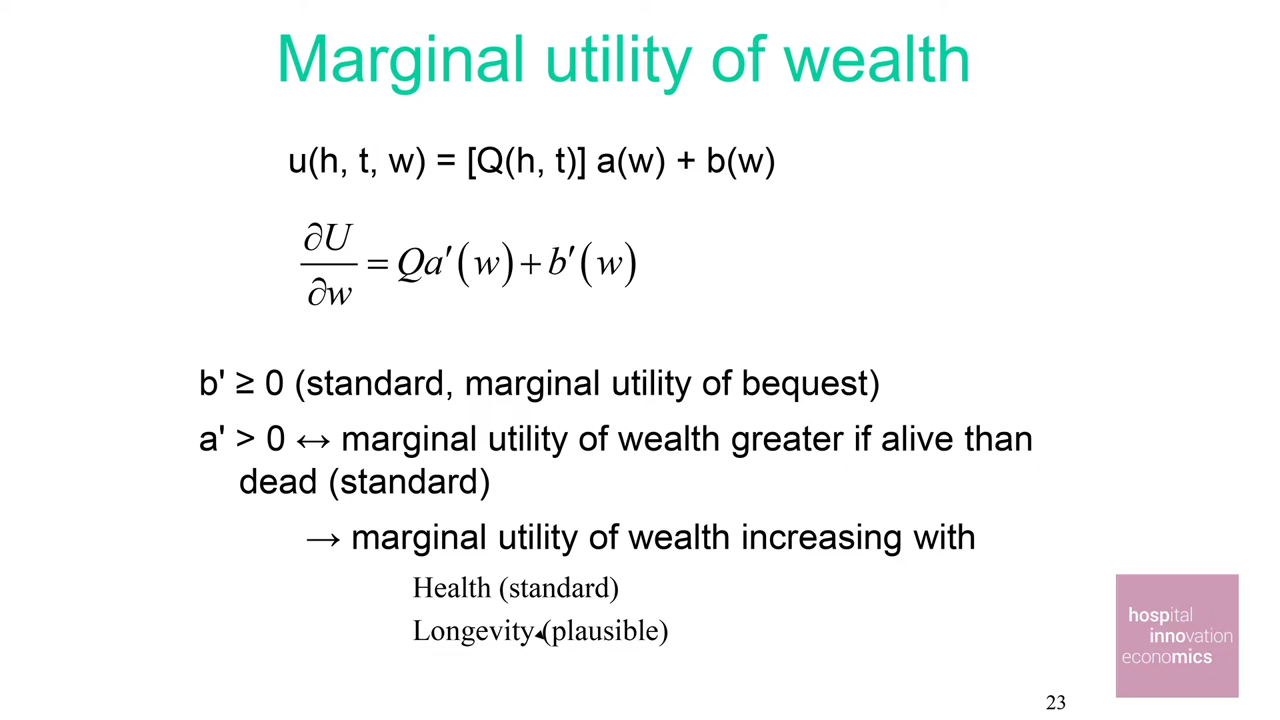 Marginal utility of wealth
u(h, t, w) = [Q(h, t)] a(w) + b(w)
∂U/∂w = Qa′(w) + b′(w)
b' ≥ 0 (standard, marginal utility of bequest)
a' > 0 ↔ marginal utility of wealth greater if alive than
dead (standard)
→ marginal utility of wealth increasing with
Health (standard)
Longevity (plausible)
hospital
innovation
economics
23